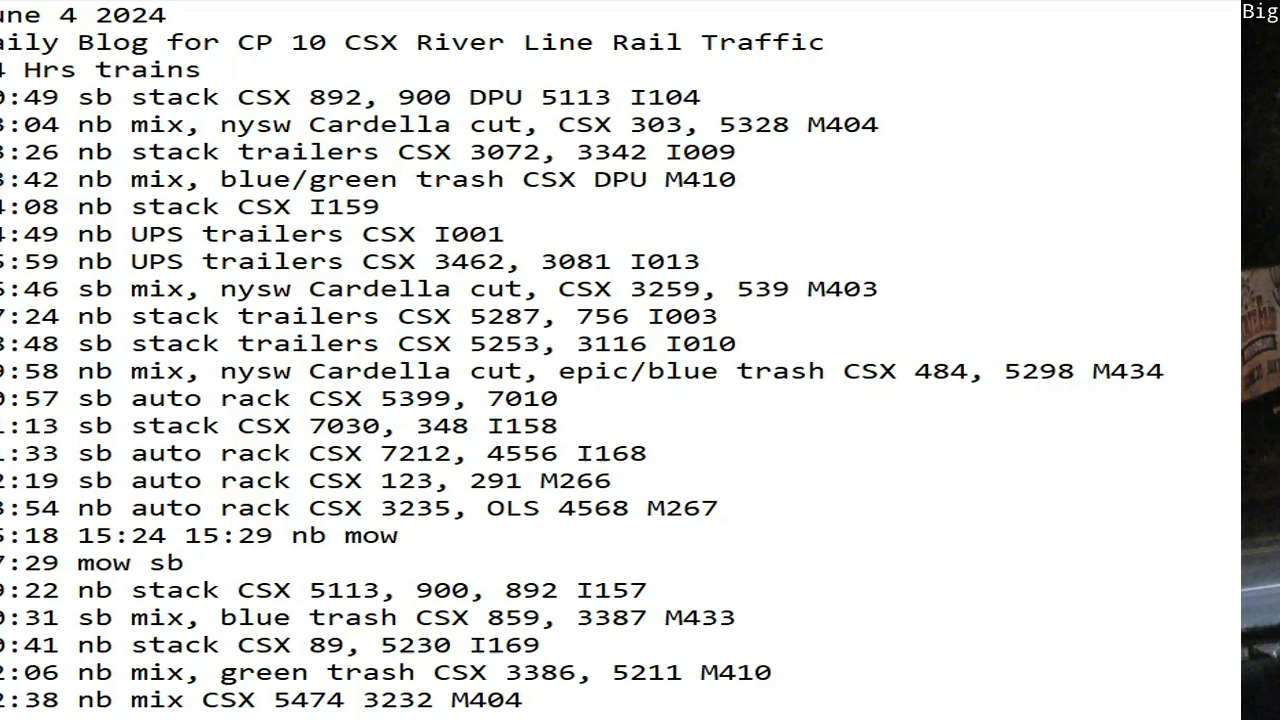 une 4 2024
aily Blog for CP 10 CSX River Line Rail Traffic
4 Hrs trains
0:49 sb stack CSX 892, 900 DPU 5113 I104
3:04 nb mix, nysw Cardella cut, CSX 303, 5328 M404
3:26 nb stack trailers CSX 3072, 3342 I009
3:42 nb mix, blue/green trash CSX DPU M410
4:08 nb stack CSX I159
4:49 nb UPS trailers CSX I001
5:59 nb UPS trailers CSX 3462, 3081 I013
6:46 sb mix, nysw Cardella cut, CSX 3259, 539 M403
7:24 nb stack trailers CSX 5287, 756 I003
8:48 sb stack trailers CSX 5253, 3116 I010
9:58 nb mix, nysw Cardella cut, epic/blue trash CSX 484, 5298 M434
0:57 sb auto rack CSX 5399, 7010
1:13 sb stack CSX 7030, 348 I158
1:33 sb auto rack CSX 7212, 4556 I168
2:19 sb auto rack CSX 123, 291 M266
3:54 nb auto rack CSX 3235, OLS 4568 M267
5:18 15:24 15:29 nb mow
7:29 mow sb
9:22 nb stack CSX 5113, 900, 892 I157
0:31 sb mix, blue trash CSX 859, 3387 M433
0:41 nb stack CSX 89, 5230 I169
2:06 nb mix, green trash CSX 3386, 5211 M410
2:38 nb mix CSX 5474 3232 M404
Big